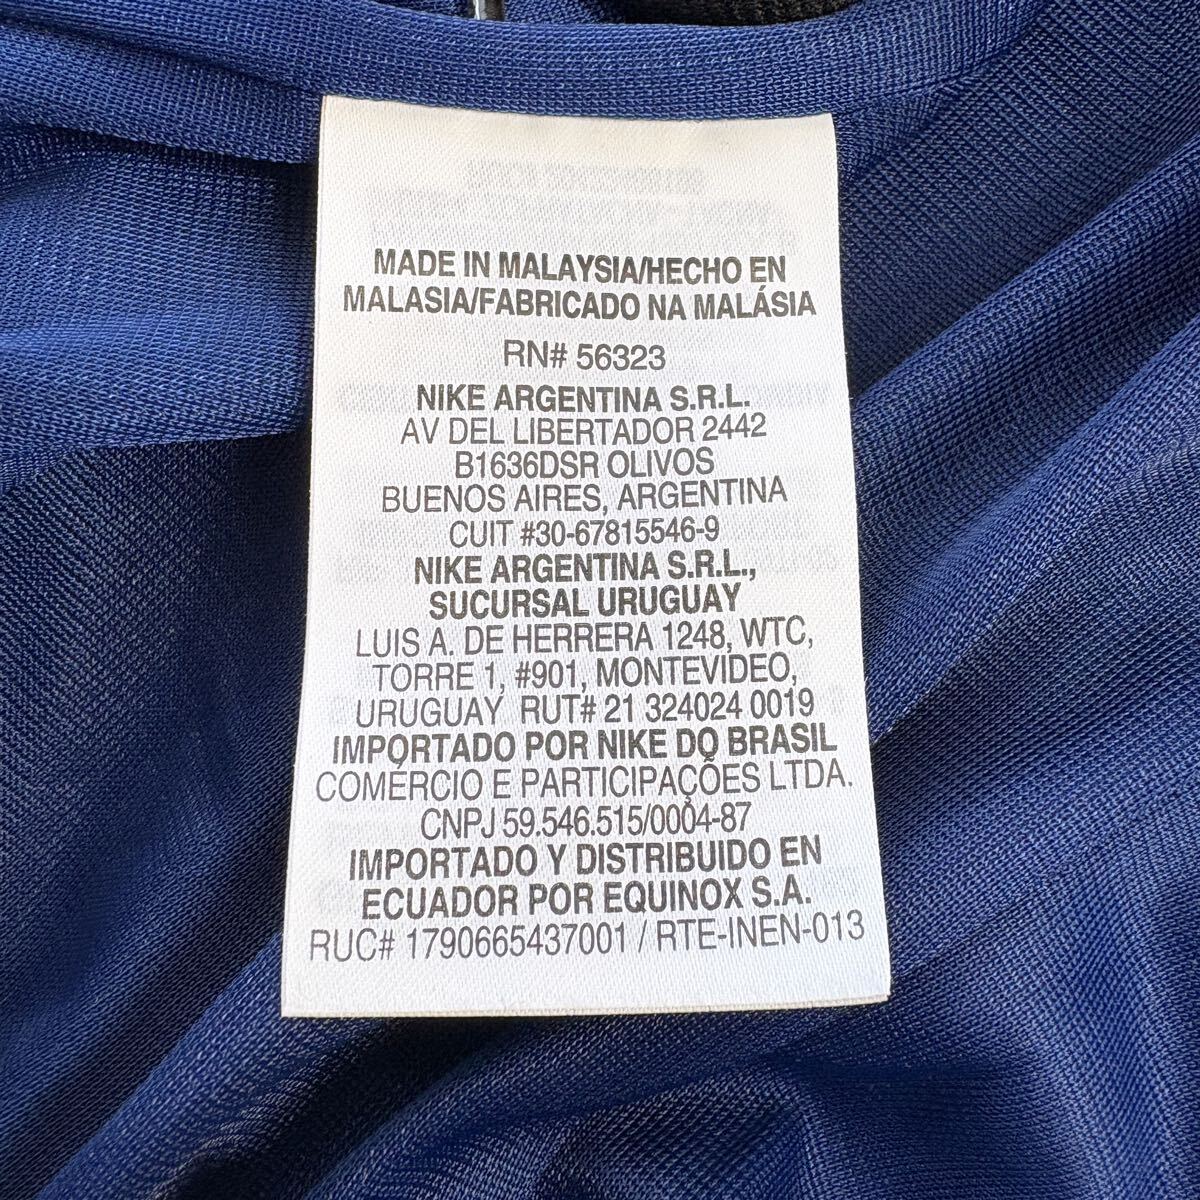 MADE IN MALAYSIA/HECHO EN
MALASIA/FABRICADO NA MALÁSIA
RN# 56323
NIKE ARGENTINA S.R.L.
AV DEL LIBERTADOR 2442
B1636DSR OLIVOS
BUENOS AIRES, ARGENTINA
CUIT #30-67815546-9
NIKE ARGENTINA S.R.L.,
SUCURSAL URUGUAY
LUIS A. DE HERRERA 1248, WTC,
TORRE 1, #901, MONTEVIDEO,
URUGUAY RUT# 21 324024 0019
IMPORTADO POR NIKE DO BRASIL
COMÉRCIO E PARTICIPAÇÕES LTDA.
CNPJ 59.546.515/0004-87
IMPORTADO Y DISTRIBUIDO EN
ECUADOR POR EQUINOX S.A.
RUC# 1790665437001 / RTE-INEN-013